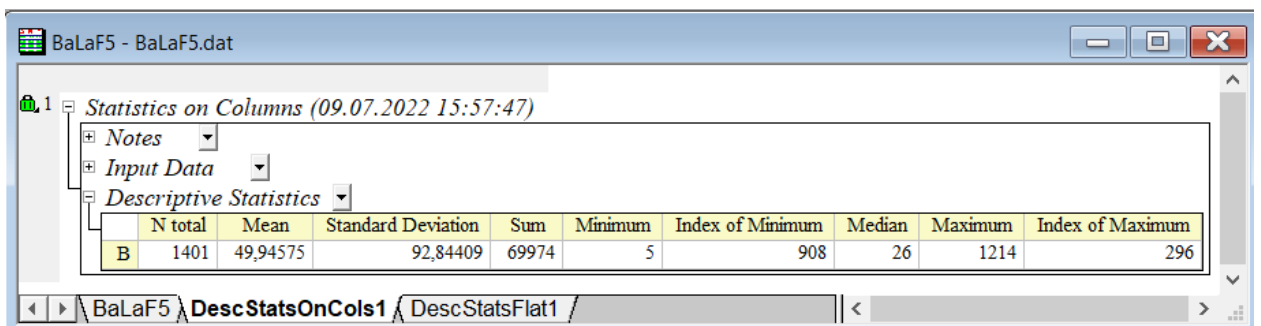 BaLaF5 - BaLaF5.dat
1 Statistics on Columns (09.07.2022 15:57:47)
Notes
Input Data
Descriptive Statistics
N total Mean Standard Deviation Sum Minimum Index of Minimum Median Maximum Index of Maximum
B 1401 49,94575 92,84409 69974 5 908 26 1214 296
BaLaF5 DescStatsOnCols1 DescStatsFlat1